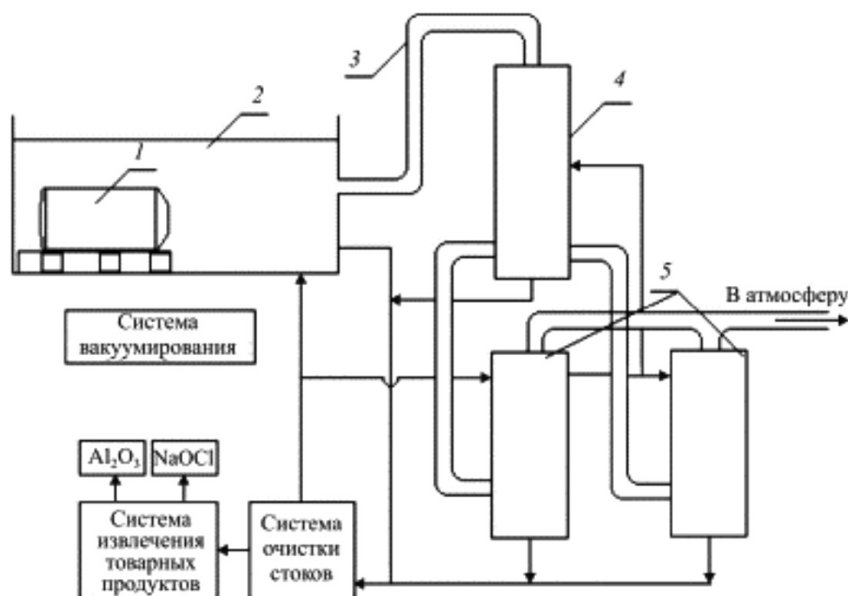 3
4
2
1
5
В атмосферу
Система
вакуумирования
Al₂O₃
NaOCl
Система
извлечения
товарных
продуктов
Система
очистки
стоков